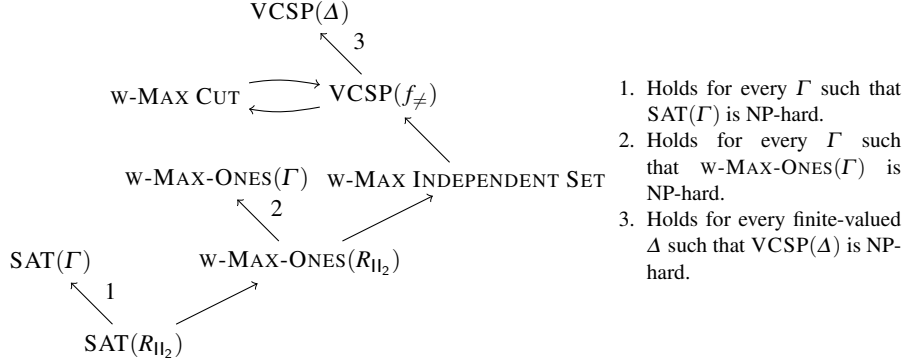 VCSP(Δ)
3
W-MAX CUT VCSP(f≠)
W-MAX-ONES(Γ) W-MAX INDEPENDENT SET
2
SAT(Γ) W-MAX-ONES(R_{II_2})
1
SAT(R_{II_2})
1. Holds for every Γ such that
SAT(Γ) is NP-hard.
2. Holds for every Γ such
that W-MAX-ONES(Γ) is
NP-hard.
3. Holds for every finite-valued
Δ such that VCSP(Δ) is NP-
hard.